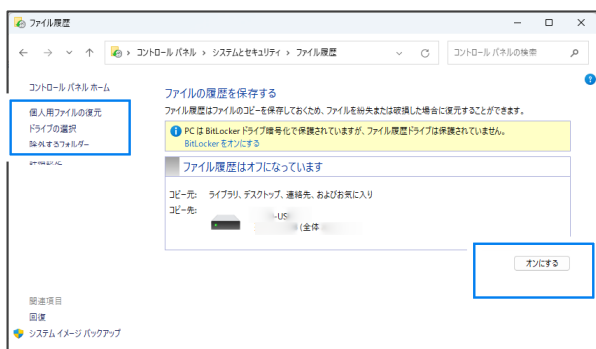 ファイル履歴
コントロール パネル › システムとセキュリティ › ファイル履歴
コントロール パネルの検索
コントロール パネル ホーム
個人用ファイルの復元
ドライブの選択
除外するフォルダー
詳細設定
ファイルの履歴を保存する
ファイル履歴はファイルのコピーを保存しておくため、ファイルを紛失または破損した場合に復元することができます。
PC は BitLocker ドライブ暗号化で保護されていますが、ファイル履歴ドライブは保護されていません。
BitLocker をオンにする
ファイル履歴はオフになっています
コピー元: ライブラリ、デスクトップ、連絡先、およびお気に入り
コピー先:
-US
(全体
オンにする
関連項目
回復
システム イメージ バックアップ